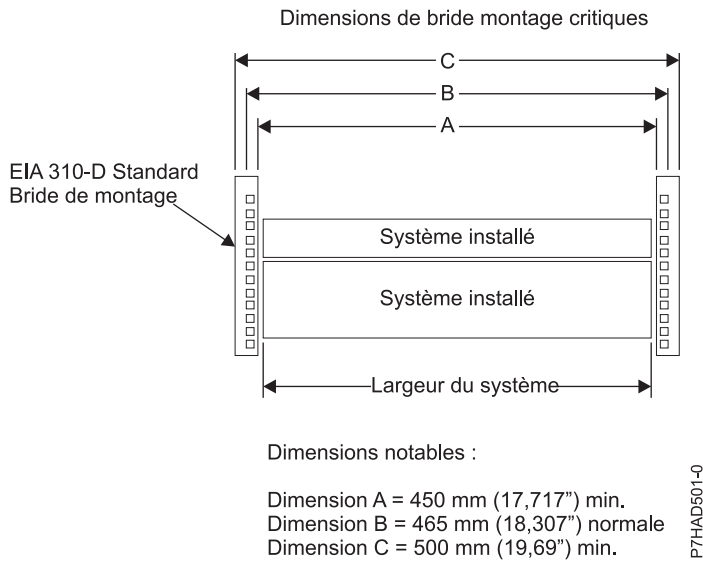 Dimensions de bride montage critiques
C
B
A
EIA 310-D Standard
Bride de montage
Système installé
Système installé
Largeur du système
Dimensions notables :
Dimension A = 450 mm (17,717”) min.
Dimension B = 465 mm (18,307”) normale
Dimension C = 500 mm (19,69”) min.
P7HAD501-0